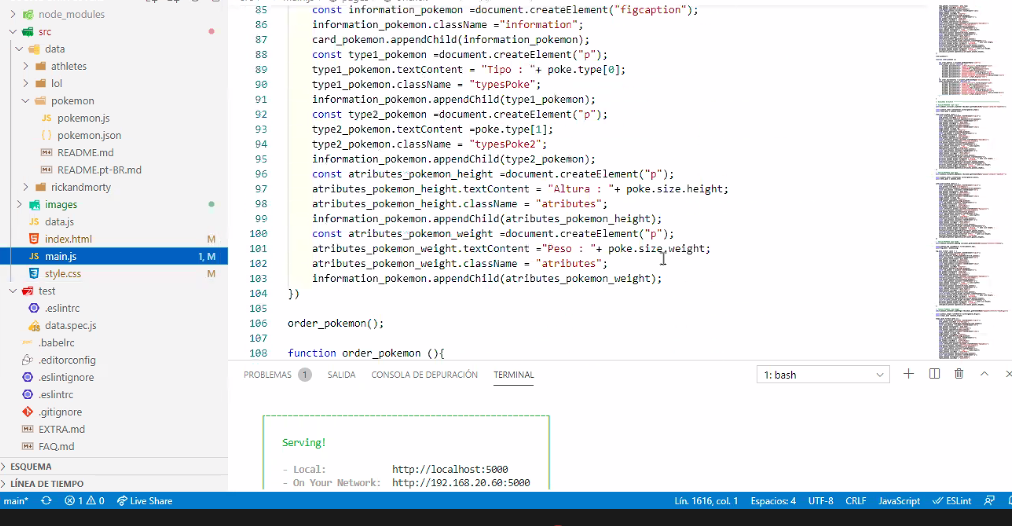 node_modules
src
data
athletes
lol
pokemon
JS pokemon.js
{ } pokemon.json
README.md
README.pt-BR.md
rickandmorty
images
JS data.js
index.html M
JS main.js 1, M
style.css M
test
.eslintrc
data.spec.js
.babelrc
.editorconfig
.eslintignore
.eslintrc
.gitignore
EXTRA.md
FAQ.md
ESQUEMA
LÍNEA DE TIEMPO
85 const information_pokemon =document.createElement("figcaption");
86 information_pokemon.className ="information";
87 card_pokemon.appendChild(information_pokemon);
88 const type1_pokemon =document.createElement("p");
89 type1_pokemon.textContent = "Tipo : "+ poke.type[0];
90 type1_pokemon.className = "typesPoke";
91 information_pokemon.appendChild(type1_pokemon);
92 const type2_pokemon =document.createElement("p");
93 type2_pokemon.textContent =poke.type[1];
94 type2_pokemon.className = "typesPoke2";
95 information_pokemon.appendChild(type2_pokemon);
96 const atributes_pokemon_height =document.createElement("p");
97 atributes_pokemon_height.textContent = "Altura : "+ poke.size.height;
98 atributes_pokemon_height.className = "atributes";
99 information_pokemon.appendChild(atributes_pokemon_height);
100 const atributes_pokemon_weight =document.createElement("p");
101 atributes_pokemon_weight.textContent ="Peso : "+ poke.size.weight;
102 atributes_pokemon_weight.className = "atributes";
103 information_pokemon.appendChild(atributes_pokemon_weight);
104 })
105
106 order_pokemon();
107
108 function order_pokemon (){
PROBLEMS 1 SALIDA CONSOLA DE DEPURACIÓN TERMINAL 1: bash
Serving!
- Local: http://localhost:5000
- On Your Network: http://192.168.20.60:5000
main* 1 0 Live Share Lín. 1616, col. 1 Espacios: 4 UTF-8 CRLF JavaScript ESLint